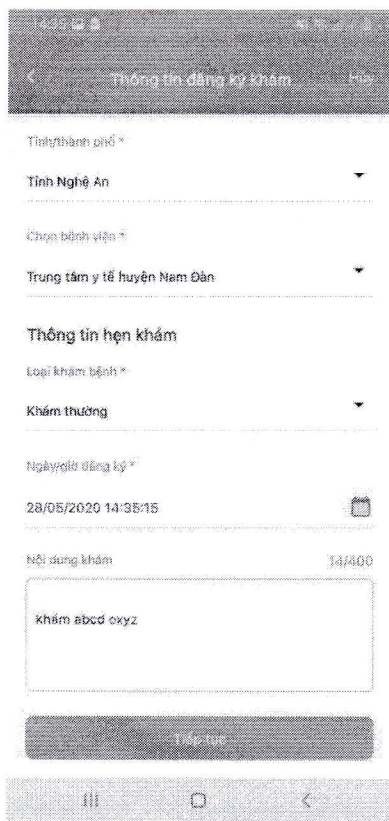 Thông tin đăng ký khám Hủy
Tỉnh/thành phố *
Tỉnh Nghệ An
Chọn bệnh viện *
Trung tâm y tế huyện Nam Đàn
Thông tin hẹn khám
Loại khám bệnh *
Khám thường
Ngày/giờ đăng ký *
28/05/2020 14:35:15
Nội dung khám 14/400
khám abcd oxyz
Tiếp tục